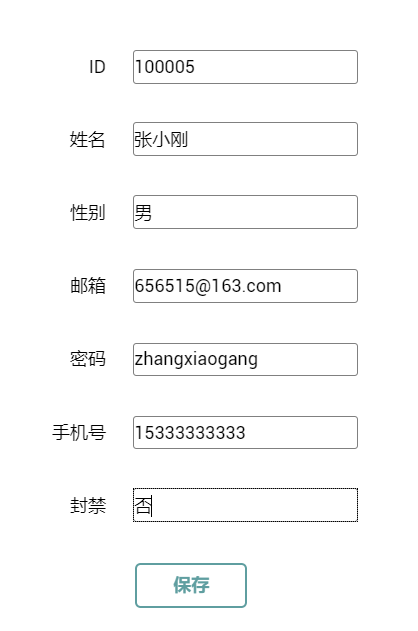 ID 100005
姓名 张小刚
性别 男
邮箱 656515@163.com
密码 zhangxiaogang
手机号 15333333333
封禁 否
保存